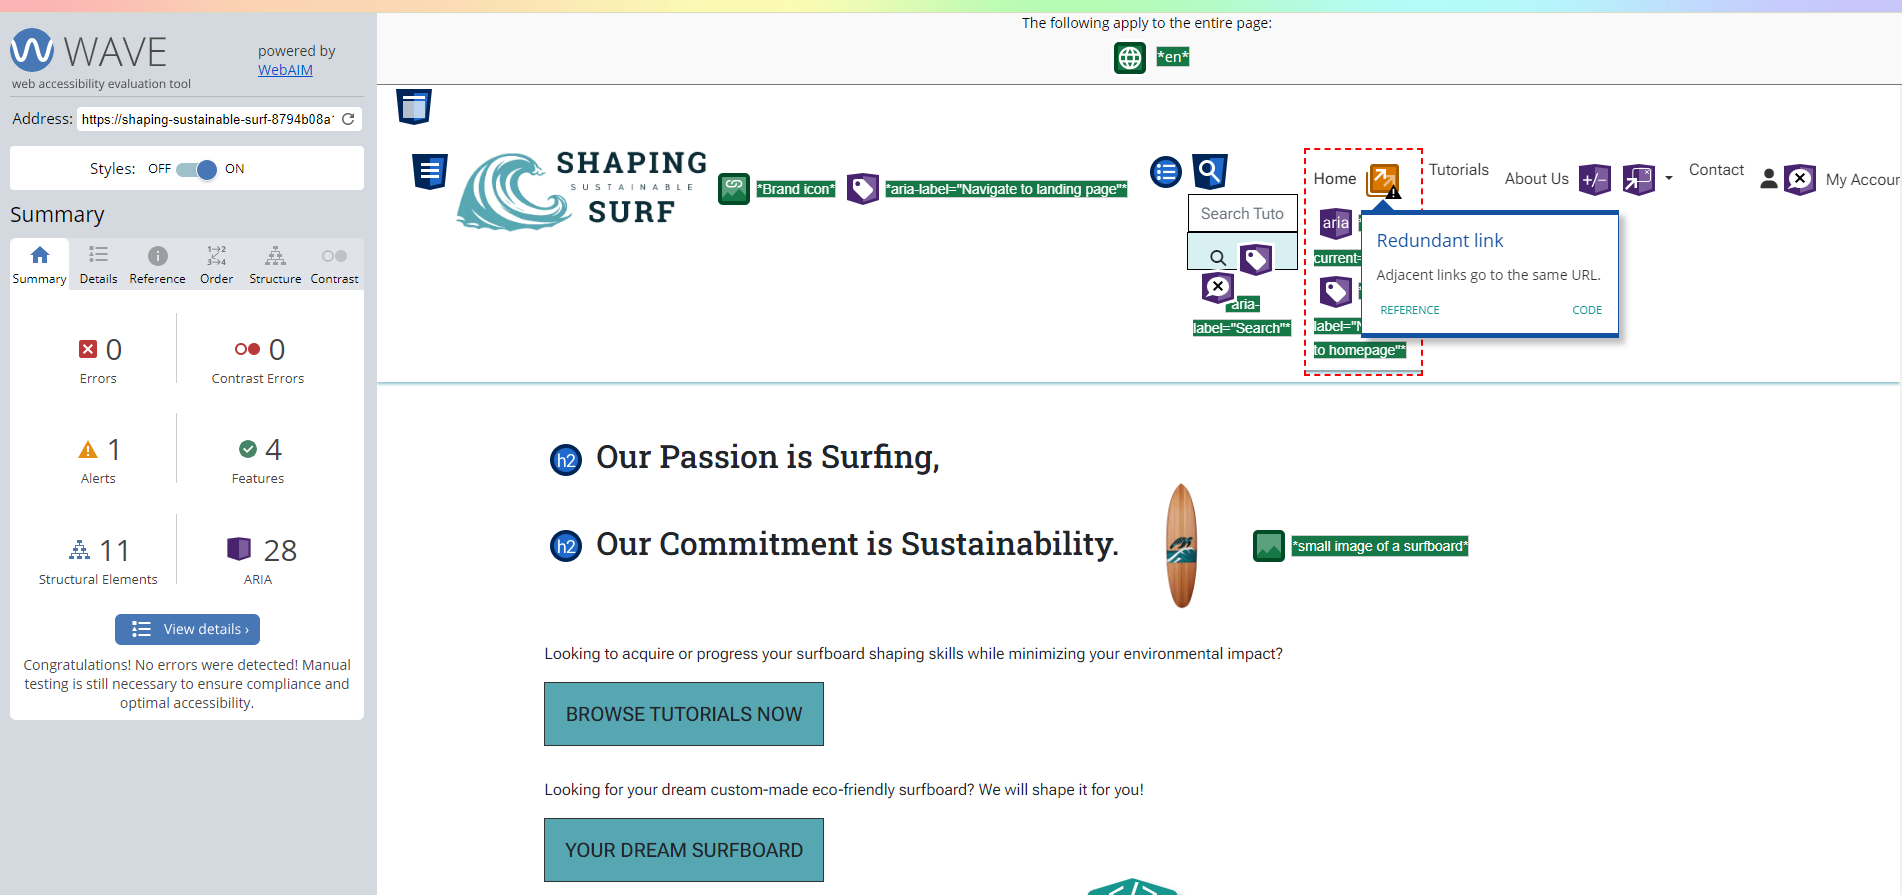 WAVE
web accessibility evaluation tool
powered by
WebAIM
Address: https://shaping-sustainable-surf-8794b08a
Styles: OFF ON
Summary
Summary Details Reference Order Structure Contrast
0
Errors
0
Contrast Errors
1
Alerts
4
Features
11
Structural Elements
28
ARIA
View details ›
Congratulations! No errors were detected! Manual
testing is still necessary to ensure compliance and
optimal accessibility.
The following apply to the entire page:
*en*
SHAPING
SUSTAINABLE
SURF
*Brand icon*
*aria-label="Navigate to landing page"*
Search Tuto
aria-
label="Search"*
Home
aria
current=
label="N
to homepage"*
Tutorials
About Us
+/-
Contact
My Accour
Redundant link
Adjacent links go to the same URL.
REFERENCE CODE
h2 Our Passion is Surfing,
h2 Our Commitment is Sustainability.
*small image of a surfboard*
Looking to acquire or progress your surfboard shaping skills while minimizing your environmental impact?
BROWSE TUTORIALS NOW
Looking for your dream custom-made eco-friendly surfboard? We will shape it for you!
YOUR DREAM SURFBOARD